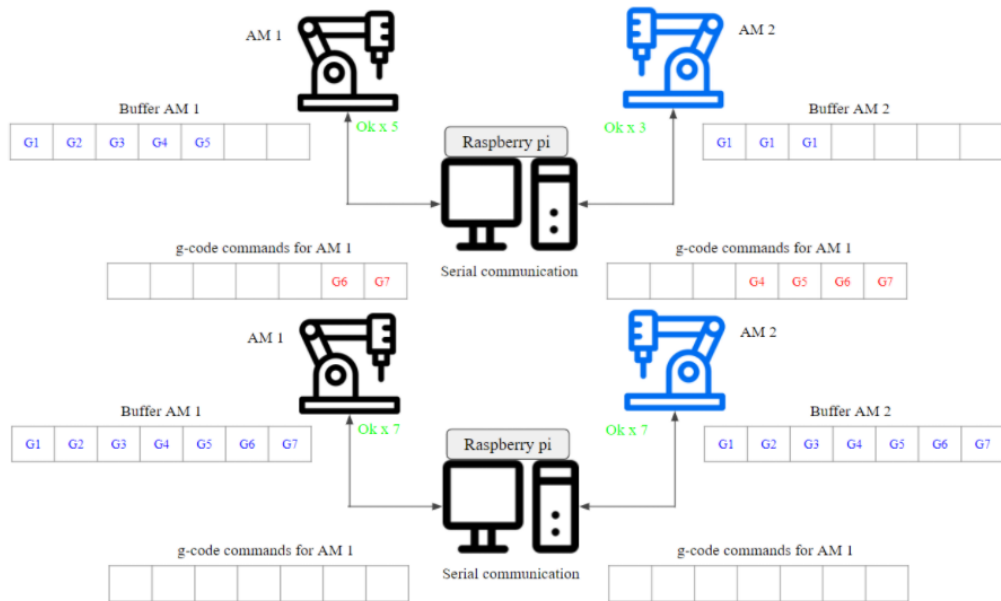 AM 1
AM 2
Buffer AM 1
Ok x 5
Ok x 3
Buffer AM 2
G1 G2 G3 G4 G5
Raspberry pi
G1 G1 G1
g-code commands for AM 1
Serial communication
g-code commands for AM 1
G6 G7
G4 G5 G6 G7
AM 1
AM 2
Buffer AM 1
Ok x 7
Ok x 7
Buffer AM 2
G1 G2 G3 G4 G5 G6 G7
Raspberry pi
G1 G2 G3 G4 G5 G6 G7
g-code commands for AM 1
Serial communication
g-code commands for AM 1